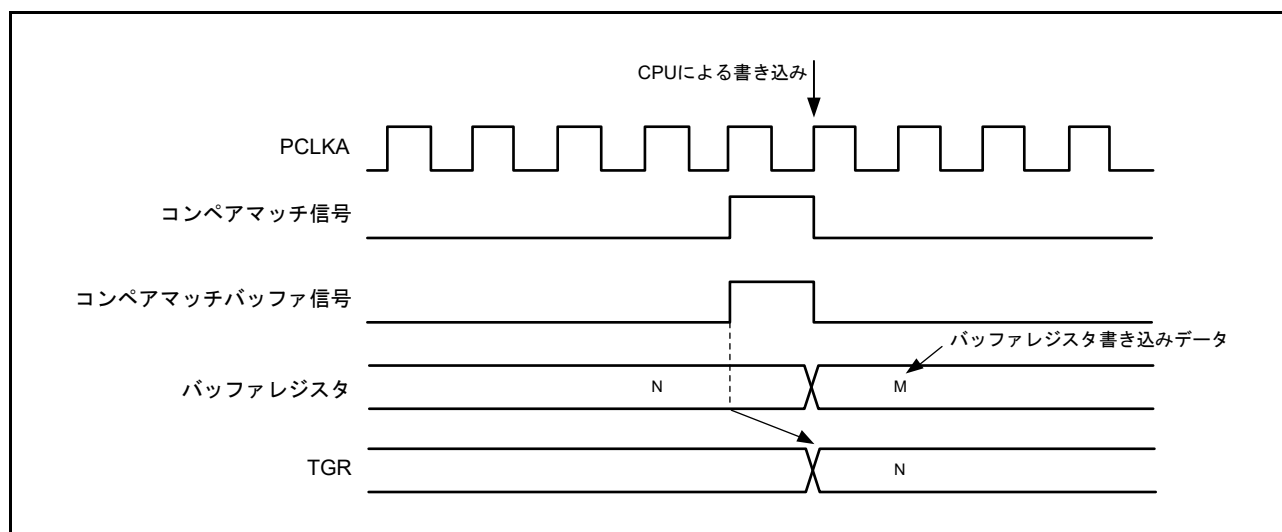 CPUによる書き込み
PCLKA
コンペアマッチ信号
コンペアマッチバッファ信号
バッファレジスタ書き込みデータ
バッファレジスタ
N
M
TGR
N